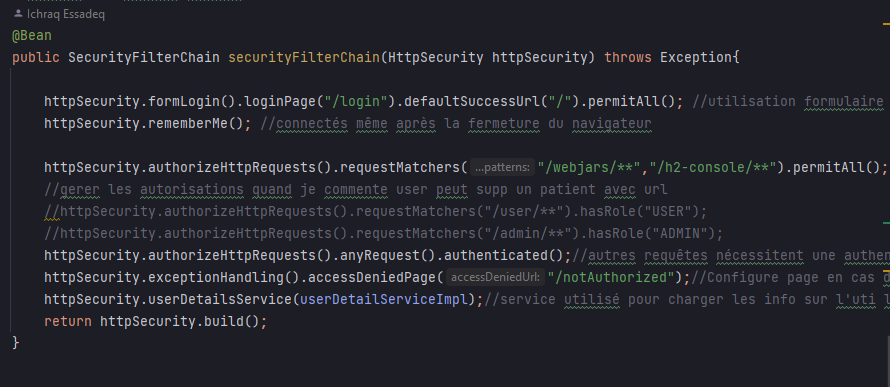 Ichraq Essadeq
@Bean
public SecurityFilterChain securityFilterChain(HttpSecurity httpSecurity) throws Exception{
httpSecurity.formLogin().loginPage("/login").defaultSuccessUrl("/").permitAll(); //utilisation formulaire
httpSecurity.rememberMe(); //connectés même après la fermeture du navigateur
httpSecurity.authorizeHttpRequests().requestMatchers( ...patterns: "/webjars/**","/h2-console/**").permitAll();
//gerer les autorisations quand je commente user peut supp un patient avec url
//httpSecurity.authorizeHttpRequests().requestMatchers("/user/**").hasRole("USER");
//httpSecurity.authorizeHttpRequests().requestMatchers("/admin/**").hasRole("ADMIN");
httpSecurity.authorizeHttpRequests().anyRequest().authenticated();//autres requêtes nécessitent une authen
httpSecurity.exceptionHandling().accessDeniedPage( accessDeniedUrl: "/notAuthorized");//Configure page en cas d
httpSecurity.userDetailsService(userDetailServiceImpl);//service utilisé pour charger les info sur l'uti l
return httpSecurity.build();
}